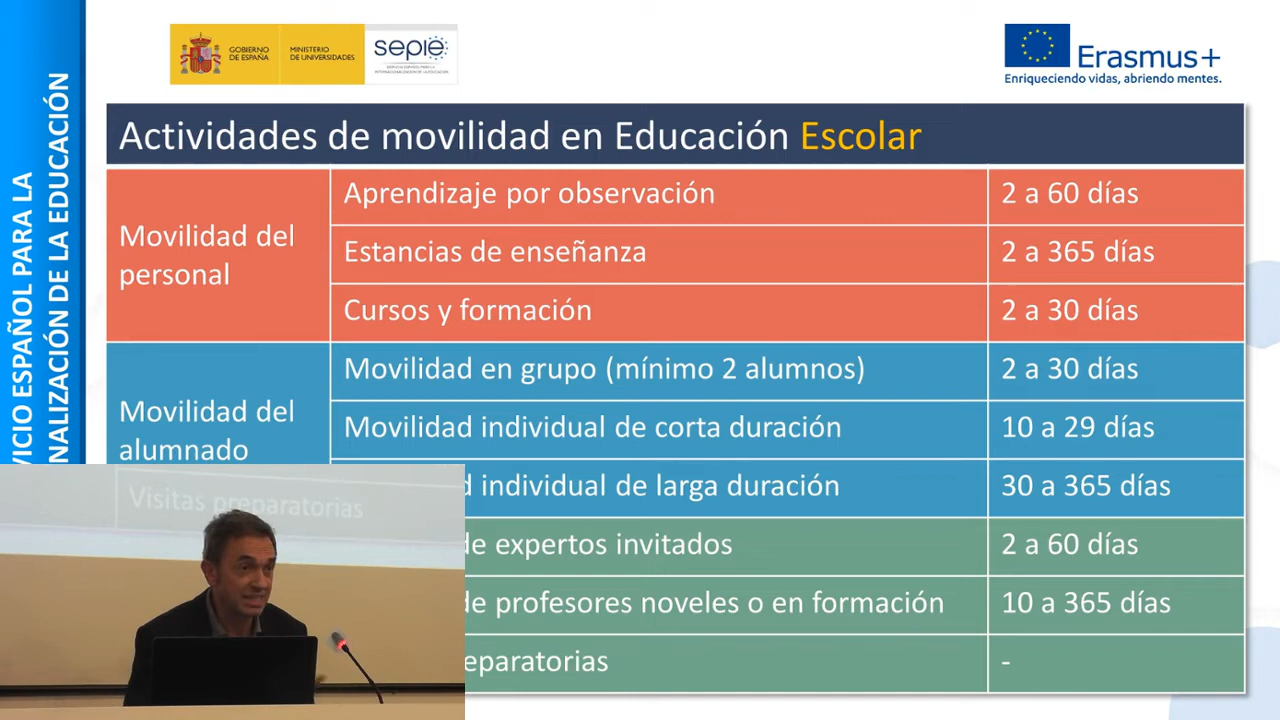 GOBIERNO
DE ESPAÑA
MINISTERIO
DE UNIVERSIDADES
sepie
Erasmus+
Enriqueciendo vidas, abriendo mentes.
VICIO ESPAÑOL PARA LA
NALIZACIÓN DE LA EDUCACIÓN
Actividades de movilidad en Educación Escolar
Movilidad del
personal
Aprendizaje por observación
2 a 60 días
Estancias de enseñanza
2 a 365 días
Cursos y formación
2 a 30 días
Movilidad del
alumnado
Movilidad en grupo (mínimo 2 alumnos)
2 a 30 días
Movilidad individual de corta duración
10 a 29 días
d individual de larga duración
30 a 365 días
de expertos invitados
2 a 60 días
de profesores noveles o en formación
10 a 365 días
eparatorias
-
Visitas preparatorias